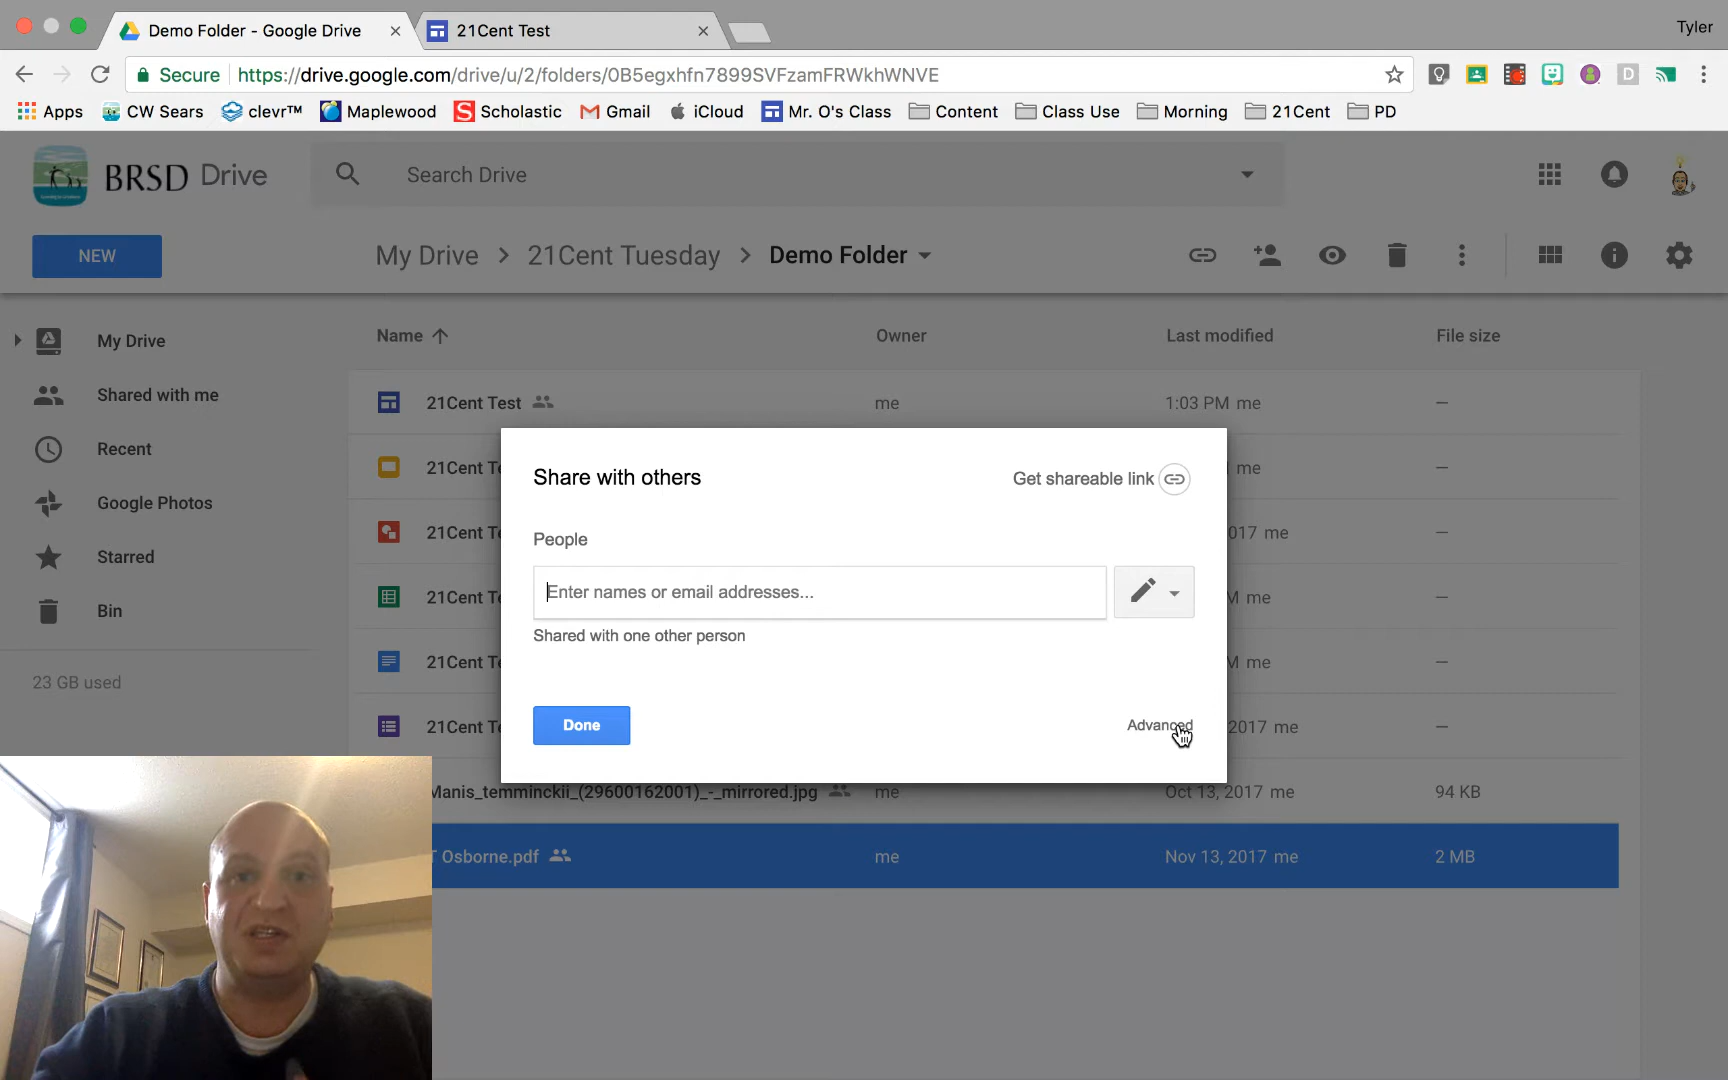 Demo Folder - Google Drive
21Cent Test
Tyler
Secure https://drive.google.com/drive/u/2/folders/0B5egxhfn7899SVFzamFRWkhWNVE
Apps CW Sears clevr™ Maplewood Scholastic Gmail iCloud Mr. O's Class Content Class Use Morning 21Cent PD
BRSD Drive
Search Drive
NEW
My Drive > 21Cent Tuesday > Demo Folder
My Drive
Shared with me
Recent
Google Photos
Starred
Bin
23 GB used
Name Owner Last modified File size
21Cent Test me 1:03 PM me –
21Cent me –
21Cent 017 me –
21Cent M me –
21Cent M me –
21Cent 2017 me –
Manis_temminckii_(29600162001)_-_mirrored.jpg me Oct 13, 2017 me 94 KB
T Osborne.pdf me Nov 13, 2017 me 2 MB
Share with others
Get shareable link
People
Enter names or email addresses...
Shared with one other person
Done
Advanced